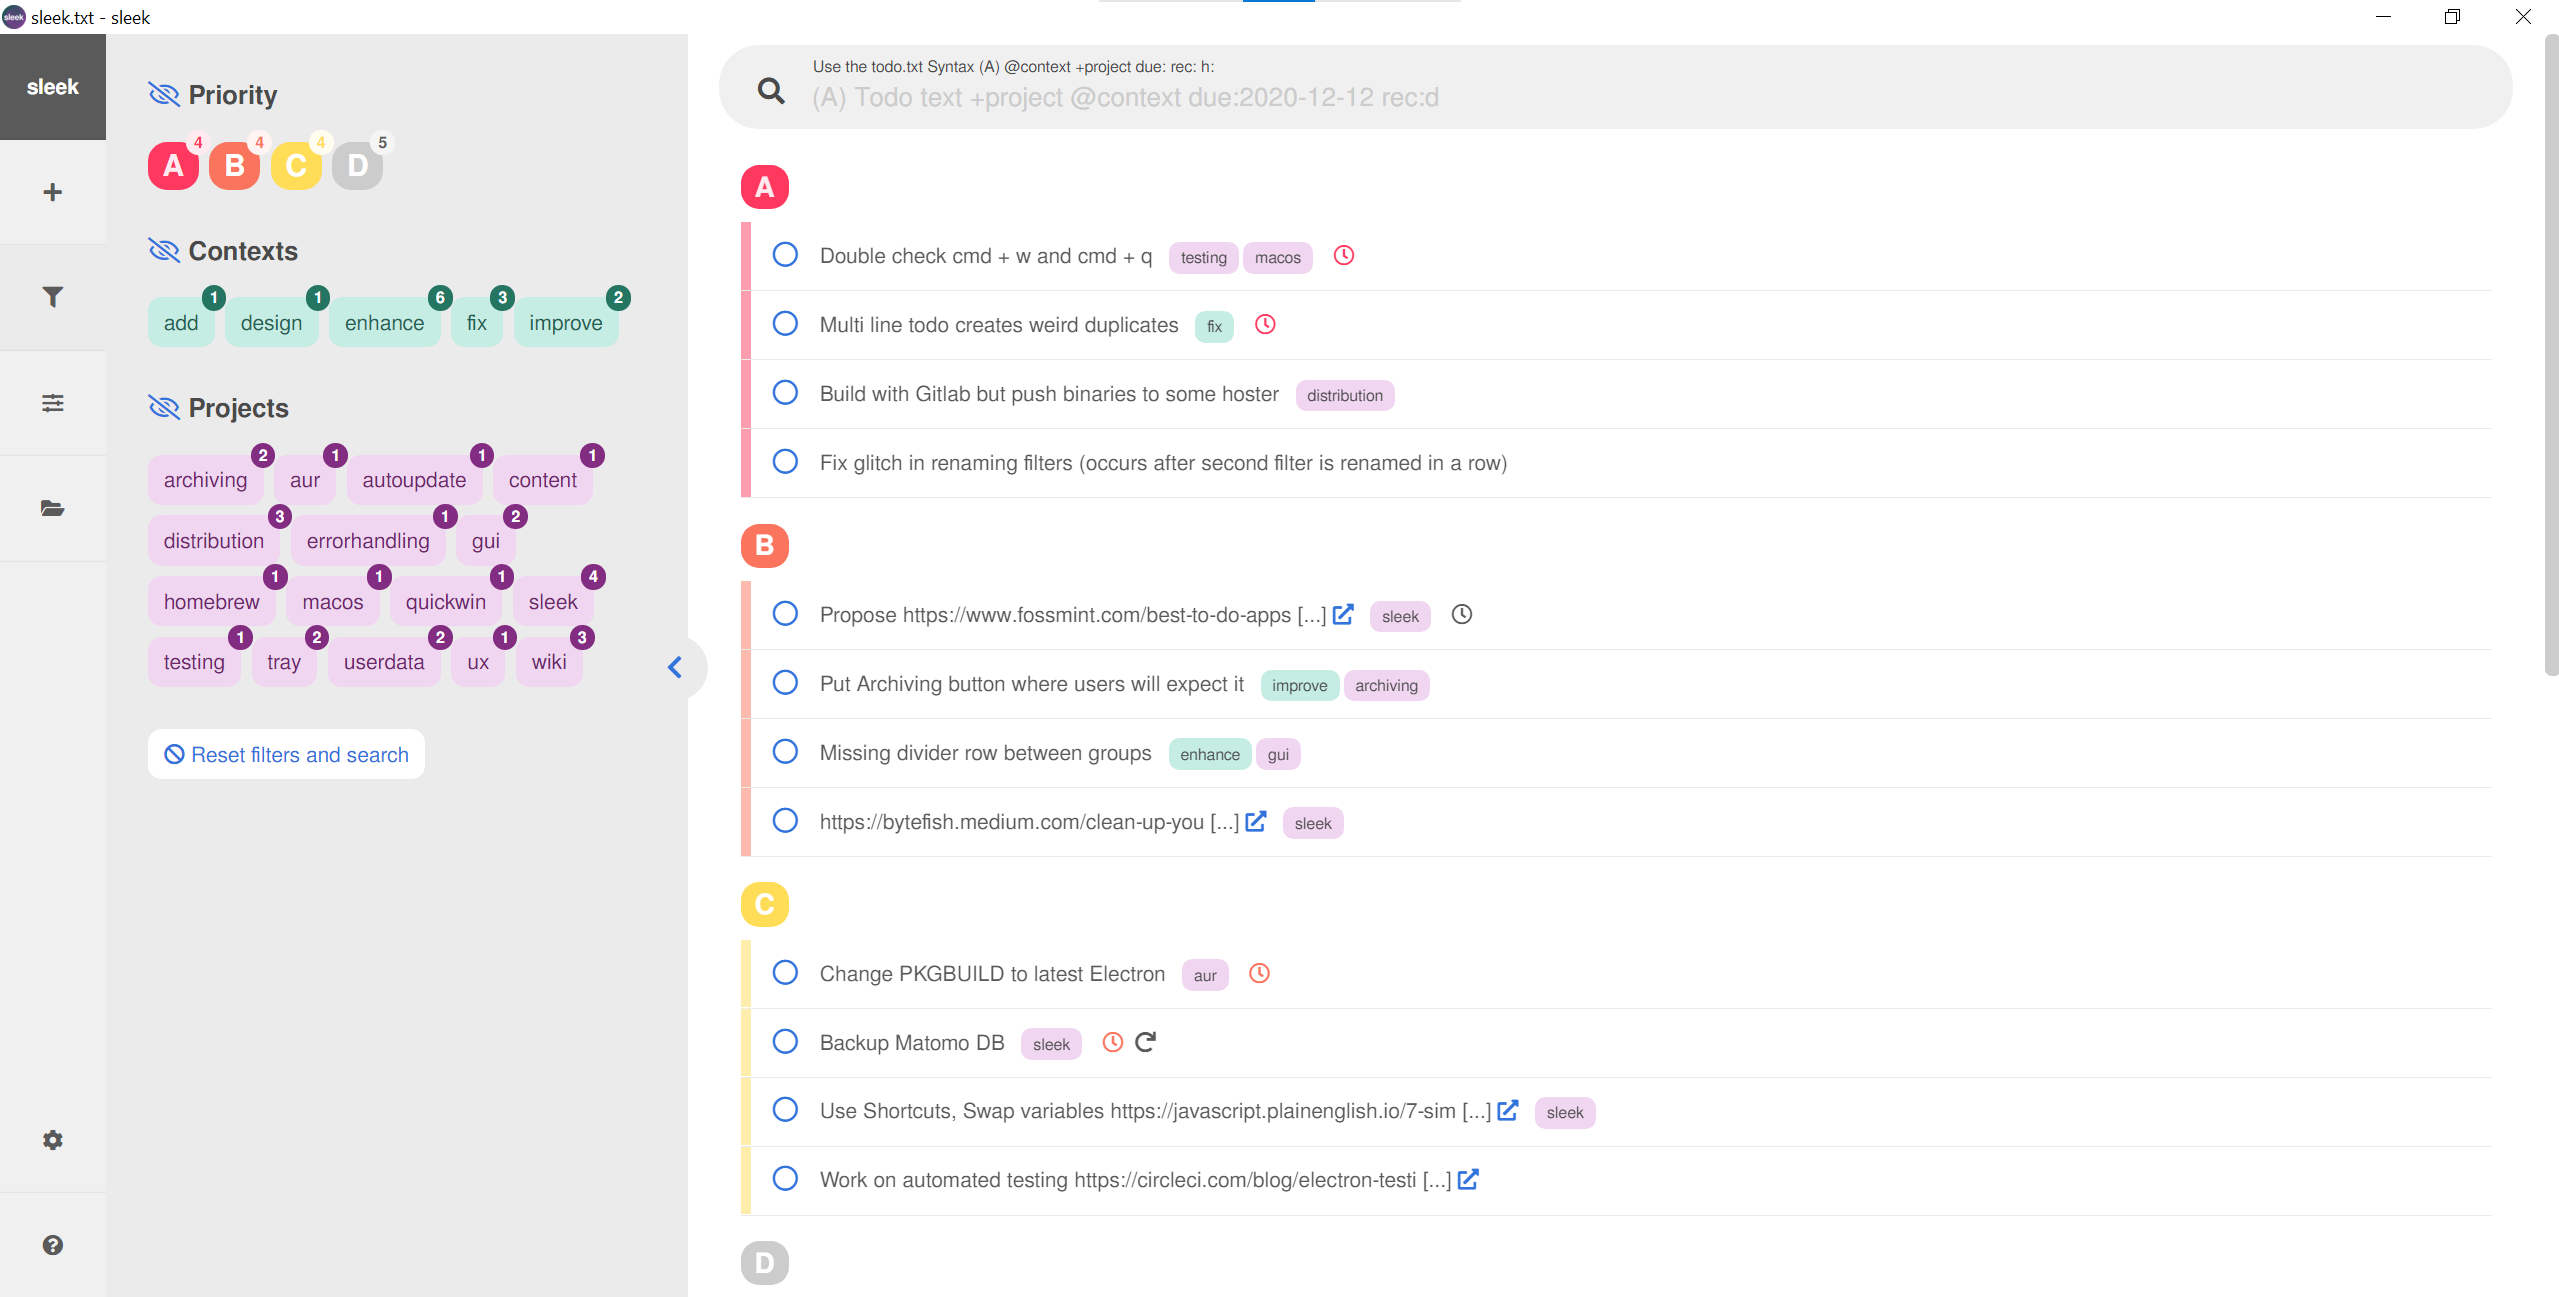 sleek
sleek.txt - sleek
sleek
Priority
A 4 B 4 C 4 D 5
Contexts
add 1 design 1 enhance 6 fix 3 improve 2
Projects
archiving 2 aur 1 autoupdate 1 content 1
distribution 3 errorhandling 1 gui 2
homebrew 1 macos 1 quickwin 1 sleek 4
testing 1 tray 2 userdata 2 ux 1 wiki 3
Reset filters and search
Use the todo.txt Syntax (A) @context +project due: rec: h:
(A) Todo text +project @context due:2020-12-12 rec:d
A
Double check cmd + w and cmd + q testing macos
Multi line todo creates weird duplicates fix
Build with Gitlab but push binaries to some hoster distribution
Fix glitch in renaming filters (occurs after second filter is renamed in a row)
B
Propose https://www.fossmint.com/best-to-do-apps [...] sleek
Put Archiving button where users will expect it improve archiving
Missing divider row between groups enhance gui
https://bytefish.medium.com/clean-up-you [...] sleek
C
Change PKGBUILD to latest Electron aur
Backup Matomo DB sleek
Use Shortcuts, Swap variables https://javascript.plainenglish.io/7-sim [...] sleek
Work on automated testing https://circleci.com/blog/electron-testi [...]
D